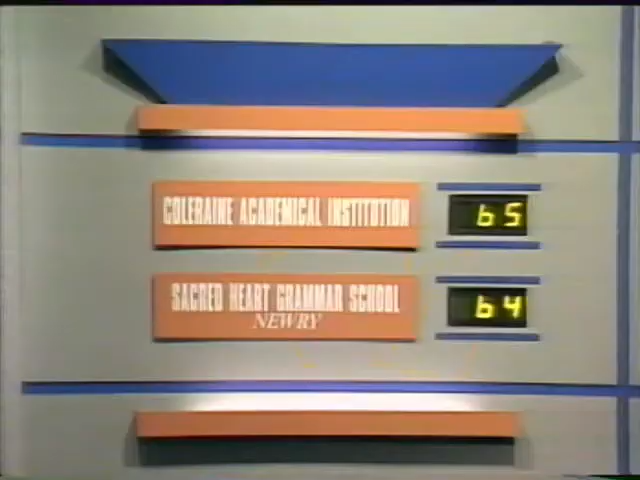 COLERAINE ACADEMICAL INSTITUTION 65
SACRED HEART GRAMMAR SCHOOL 64
NEWRY